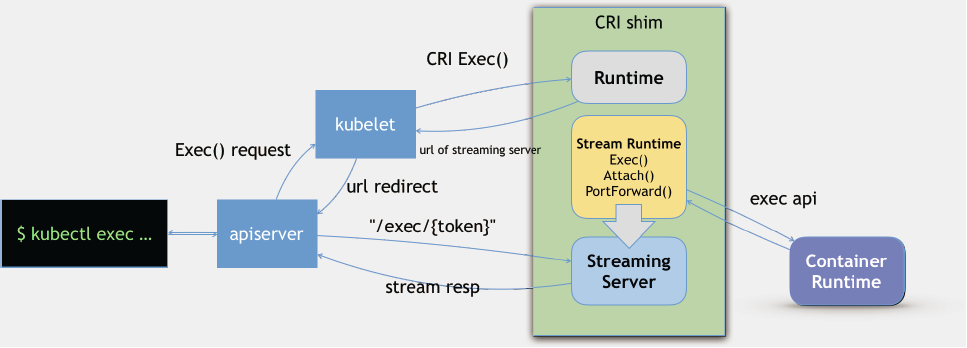 CRI shim
CRI Exec()
Runtime
kubelet
url of streaming server
Exec() request
Stream Runtime
Exec()
Attach()
PortForward()
url redirect
exec api
$ kubectl exec ...
apiserver
"/exec/{token}"
Streaming
Server
Container
Runtime
stream resp